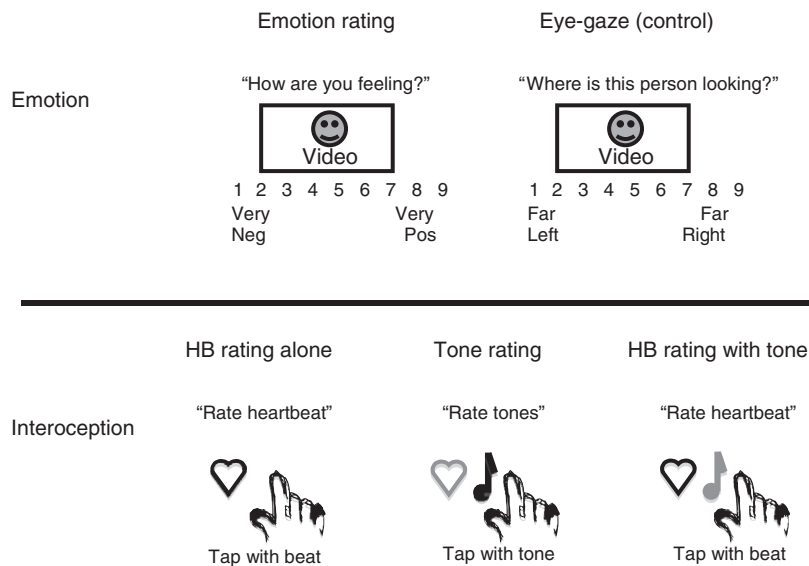 Emotion rating
Eye-gaze (control)
Emotion
“How are you feeling?”
“Where is this person looking?”
Video
Video
1 2 3 4 5 6 7 8 9
1 2 3 4 5 6 7 8 9
Very
Neg
Very
Pos
Far
Left
Far
Right
HB rating alone
Tone rating
HB rating with tone
Interoception
“Rate heartbeat”
“Rate tones”
“Rate heartbeat”
Tap with beat
Tap with tone
Tap with beat